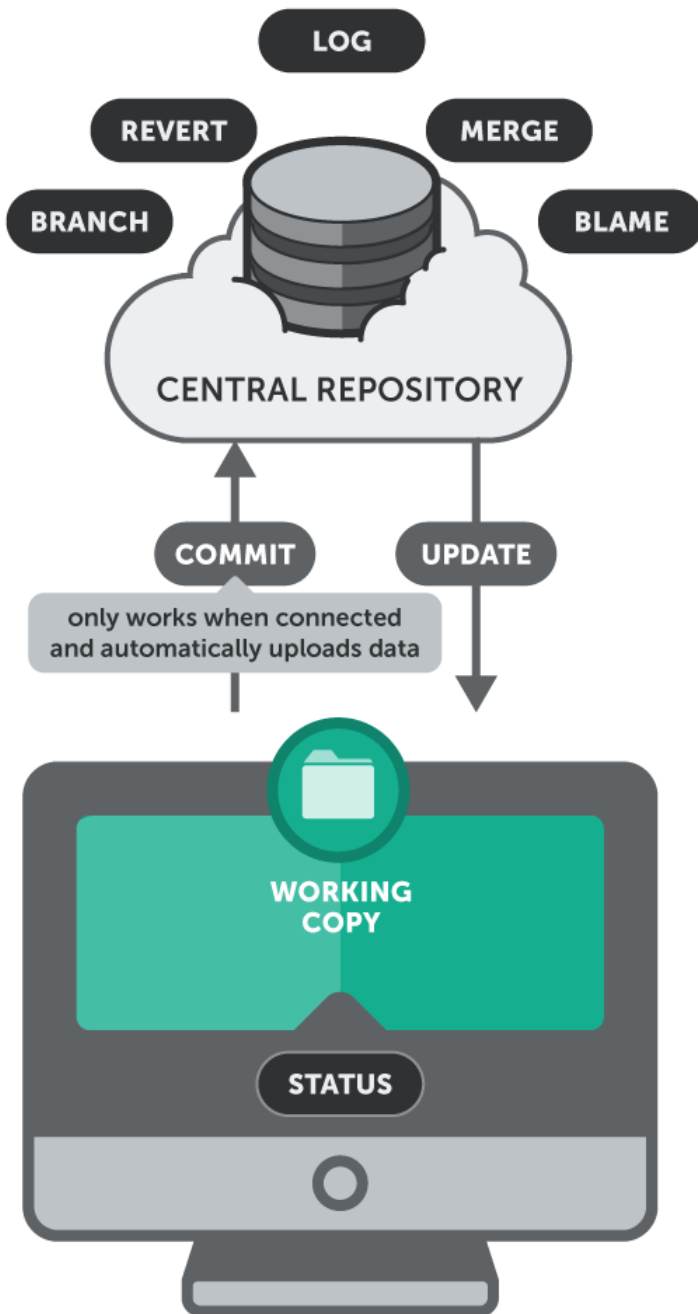 LOG
REVERT
MERGE
BRANCH
BLAME
CENTRAL REPOSITORY
COMMIT
UPDATE
only works when connected
and automatically uploads data
WORKING
COPY
STATUS